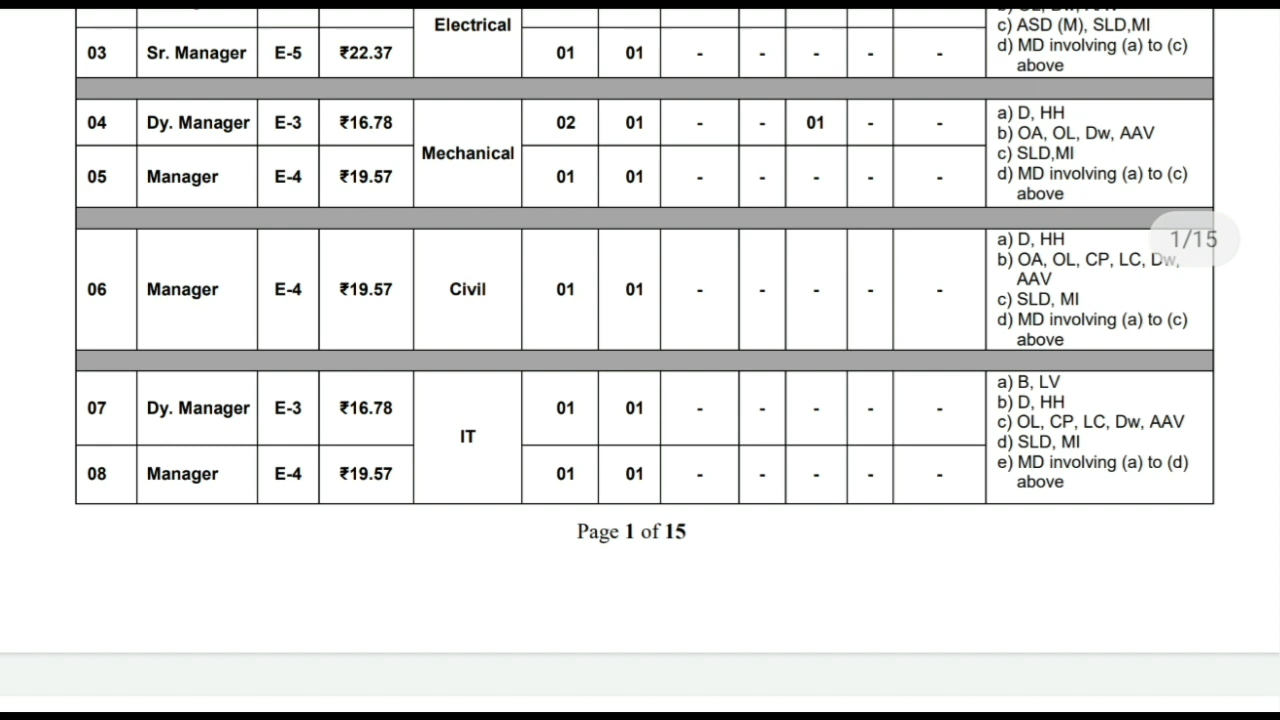 Electrical
c) ASD (M), SLD,MI
03 Sr. Manager E-5 ₹22.37 01 01 - - - - - d) MD involving (a) to (c)
above
04 Dy. Manager E-3 ₹16.78 02 01 - - 01 - - a) D, HH
b) OA, OL, Dw, AAV
Mechanical c) SLD,MI
05 Manager E-4 ₹19.57 01 01 - - - - - d) MD involving (a) to (c)
above
1/15
a) D, HH
b) OA, OL, CP, LC, Dw,
AAV
06 Manager E-4 ₹19.57 Civil 01 01 - - - - - c) SLD, MI
d) MD involving (a) to (c)
above
a) B, LV
07 Dy. Manager E-3 ₹16.78 01 01 - - - - - b) D, HH
c) OL, CP, LC, Dw, AAV
IT d) SLD, MI
08 Manager E-4 ₹19.57 01 01 - - - - - e) MD involving (a) to (d)
above
Page 1 of 15